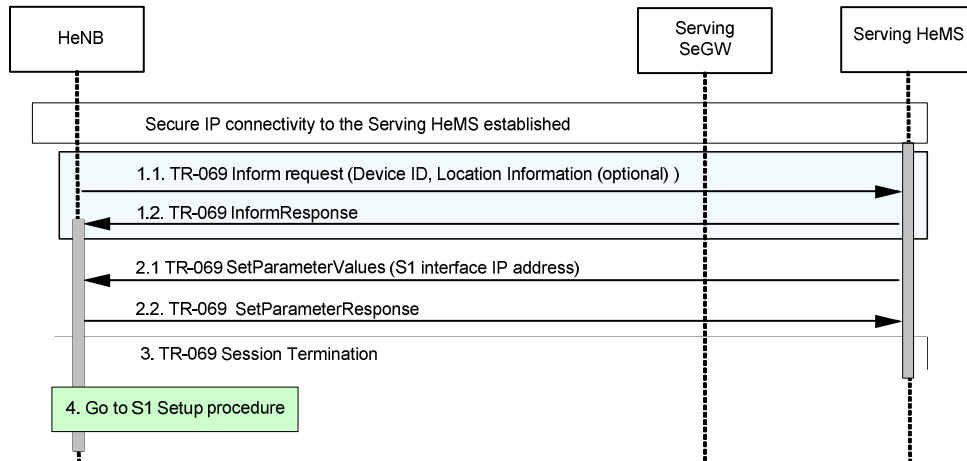 HeNB
Serving
SeGW
Serving HeMS
Secure IP connectivity to the Serving HeMS established
1.1. TR-069 Inform request (Device ID, Location Information (optional) )
1.2. TR-069 InformResponse
2.1 TR-069 SetParameterValues (S1 interface IP address)
2.2. TR-069 SetParameterResponse
3. TR-069 Session Termination
4. Go to S1 Setup procedure